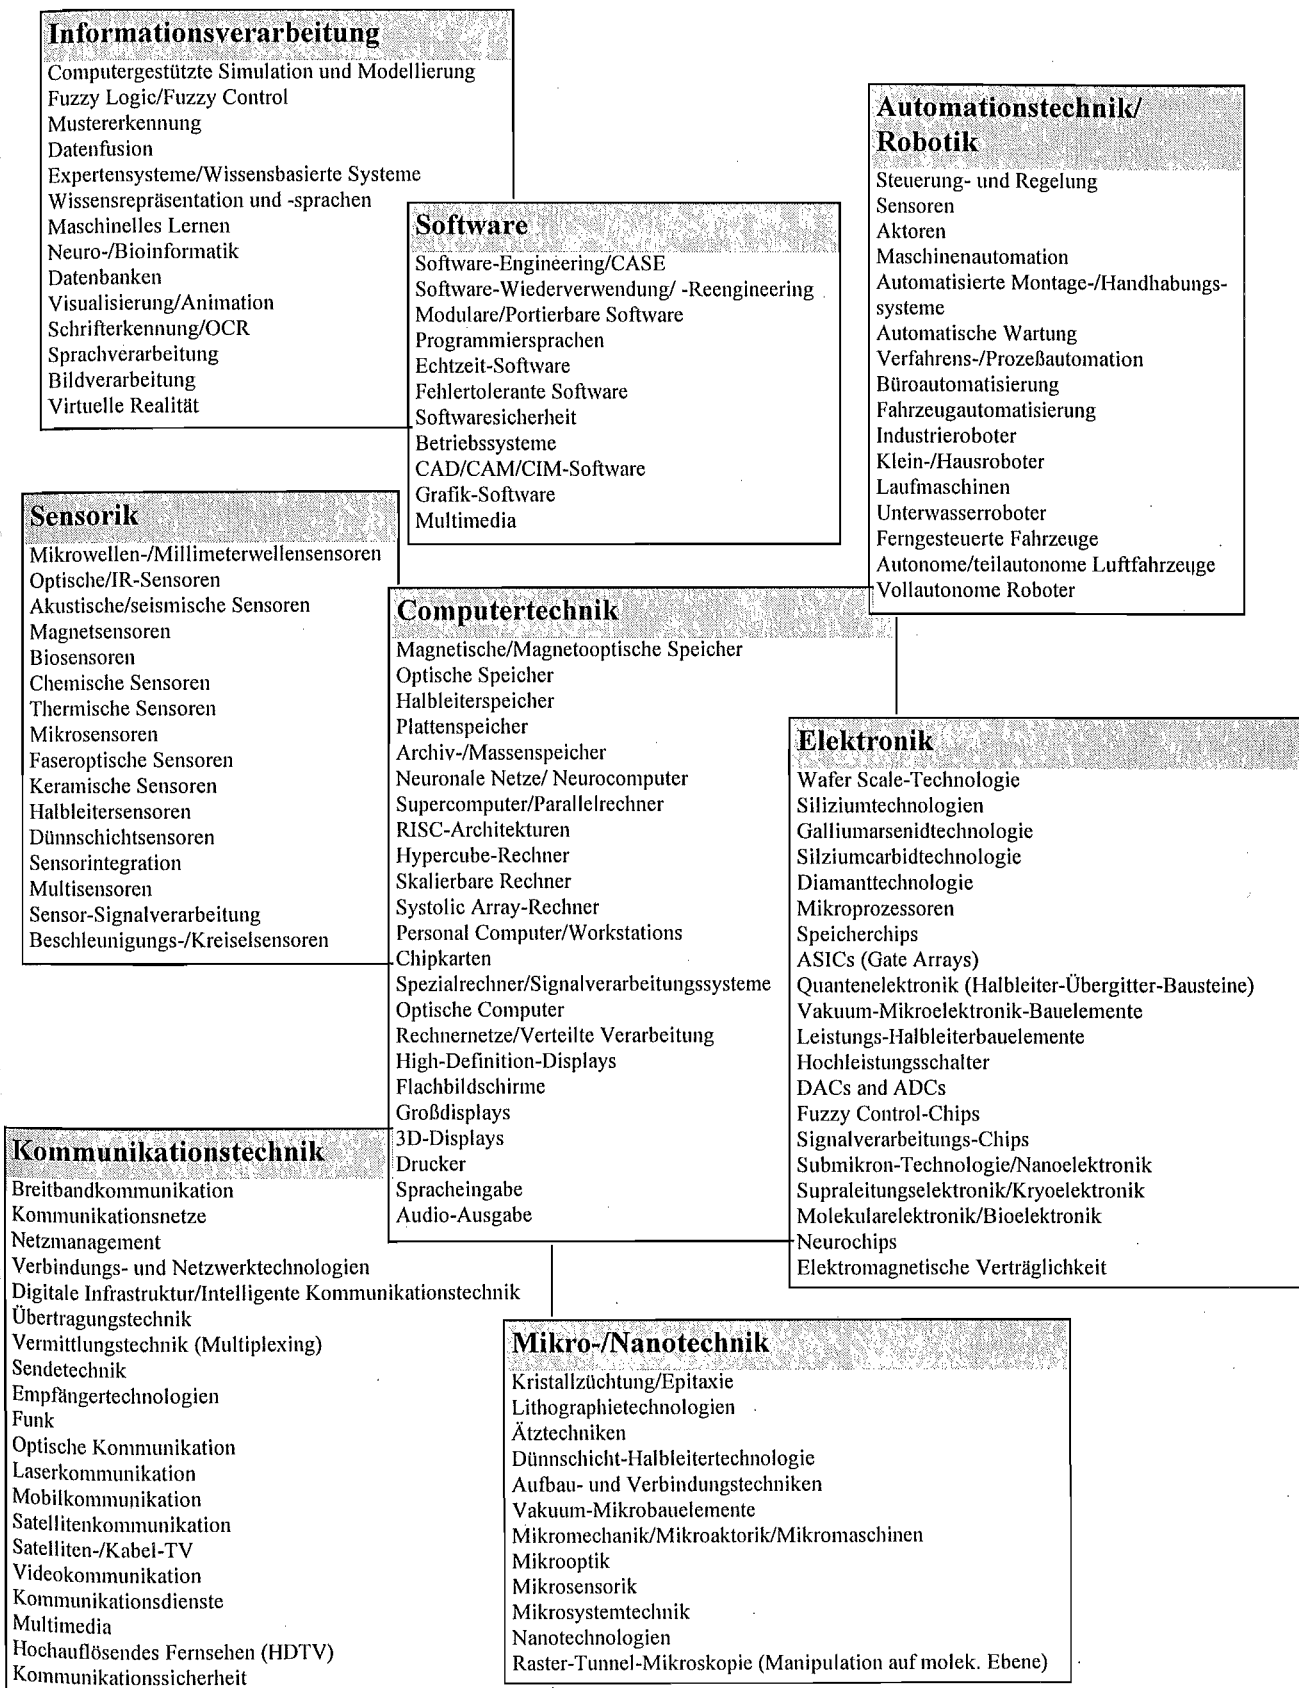 Informationsverarbeitung
Computergestützte Simulation und Modellierung
Fuzzy Logic/Fuzzy Control
Mustererkennung
Datenfusion
Expertensysteme/Wissensbasierte Systeme
Wissensrepräsentation und -sprachen
Maschinelles Lernen
Neuro-/Bioinformatik
Datenbanken
Visualisierung/Animation
Schrifterkennung/OCR
Sprachverarbeitung
Bildverarbeitung
Virtuelle Realität
Software
Software-Engineering/CASE
Software-Wiederverwendung/ -Reengineering
Modulare/Portierbare Software
Programmiersprachen
Echtzeit-Software
Fehlertolerante Software
Softwaresicherheit
Betriebssysteme
CAD/CAM/CIM-Software
Grafik-Software
Multimedia
Automationstechnik/
Robotik
Steuerung- und Regelung
Sensoren
Aktoren
Maschinenautomation
Automatisierte Montage-/Handhabungs-
systeme
Automatische Wartung
Verfahrens-/Prozeßautomation
Büroautomatisierung
Fahrzeugautomatisierung
Industrieroboter
Klein-/Hausroboter
Laufmaschinen
Unterwasserroboter
Ferngesteuerte Fahrzeuge
Autonome/teilautonome Luftfahrzeuge
Vollautonome Roboter
Sensorik
Mikrowellen-/Millimeterwellensensoren
Optische/IR-Sensoren
Akustische/seismische Sensoren
Magnetsensoren
Biosensoren
Chemische Sensoren
Thermische Sensoren
Mikrosensoren
Faseroptische Sensoren
Keramische Sensoren
Halbleitersensoren
Dünnschichtsensoren
Sensorintegration
Multisensoren
Sensor-Signalverarbeitung
Beschleunigungs-/Kreiselsensoren
Computertechnik
Magnetische/Magnetooptische Speicher
Optische Speicher
Halbleiterspeicher
Plattenspeicher
Archiv-/Massenspeicher
Neuronale Netze/ Neurocomputer
Supercomputer/Parallelrechner
RISC-Architekturen
Hypercube-Rechner
Skalierbare Rechner
Systolic Array-Rechner
Personal Computer/Workstations
Chipkarten
Spezialrechner/Signalverarbeitungssysteme
Optische Computer
Rechnernetze/Verteilte Verarbeitung
High-Definition-Displays
Flachbildschirme
Großdisplays
3D-Displays
Drucker
Spracheingabe
Audio-Ausgabe
Elektronik
Wafer Scale-Technologie
Siliziumtechnologien
Galliumarsenidtechnologie
Silziumcarbidtechnologie
Diamanttechnologie
Mikroprozessoren
Speicherchips
ASICs (Gate Arrays)
Quantenelektronik (Halbleiter-Übergitter-Bausteine)
Vakuum-Mikroelektronik-Bauelemente
Leistungs-Halbleiterbauelemente
Hochleistungsschalter
DACs and ADCs
Fuzzy Control-Chips
Signalverarbeitungs-Chips
Submikron-Technologie/Nanoelektronik
Supraleitungselektronik/Kryoelektronik
Molekularelektronik/Bioelektronik
Neurochips
Elektromagnetische Verträglichkeit
Kommunikationstechnik
Breitbandkommunikation
Kommunikationsnetze
Netzmanagement
Verbindungs- und Netzwerktechnologien
Digitale Infrastruktur/Intelligente Kommunikationstechnik
Übertragungstechnik
Vermittlungstechnik (Multiplexing)
Sendetechnik
Empfängertechnologien
Funk
Optische Kommunikation
Laserkommunikation
Mobilkommunikation
Satellitenkommunikation
Satelliten-/Kabel-TV
Videokommunikation
Kommunikationsdienste
Multimedia
Hochauflösendes Fernsehen (HDTV)
Kommunikationssicherheit
Mikro-/Nanotechnik
Kristallzüchtung/Epitaxie
Lithographietechnologien
Ätztechniken
Dünnschicht-Halbleitertechnologie
Aufbau- und Verbindungstechniken
Vakuum-Mikrobauelemente
Mikromechanik/Mikroaktorik/Mikromaschinen
Mikrooptik
Mikrosensorik
Mikrosystemtechnik
Nanotechnologien
Raster-Tunnel-Mikroskopie (Manipulation auf molek. Ebene)